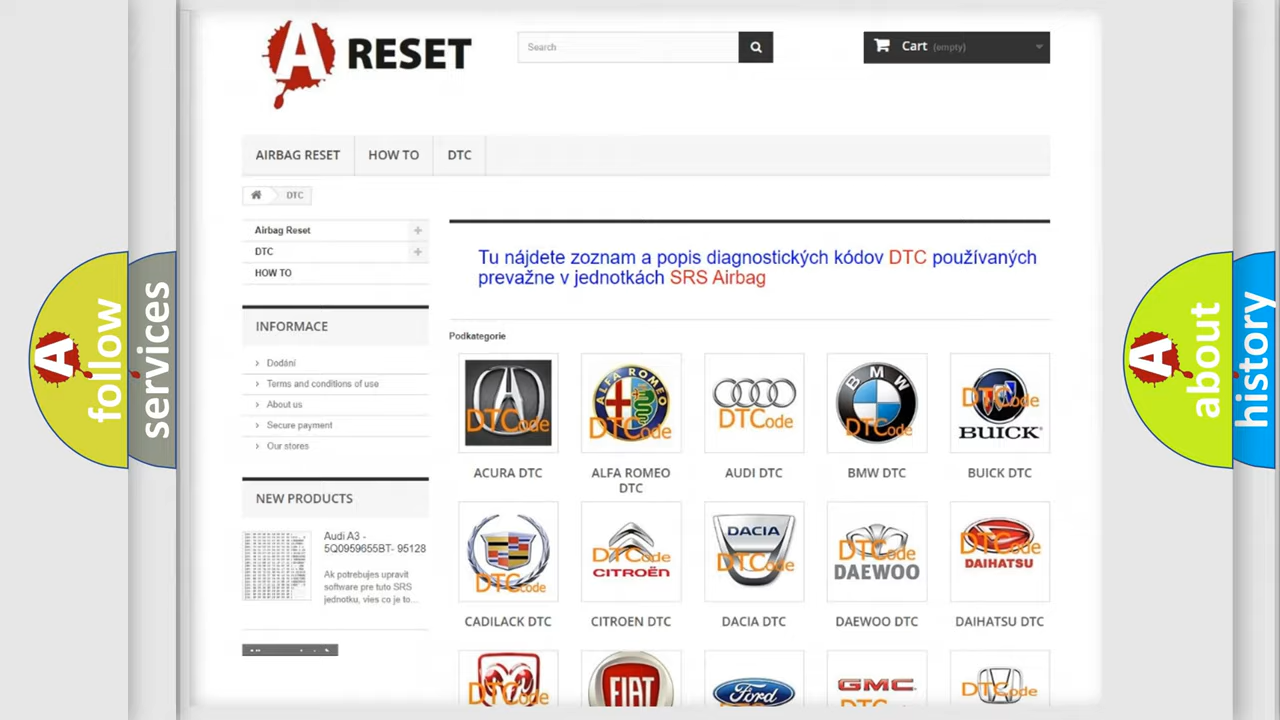 A RESET
Search
Cart (empty)
AIRBAG RESET
HOW TO
DTC
DTC
Airbag Reset
DTC
HOW TO
INFORMACE
Dodání
Terms and conditions of use
About us
Secure payment
Our stores
NEW PRODUCTS
Audi A3 -
5Q0959655BT- 95128
Ak potrebujes upravit
software pre tuto SRS
jednotku, vies co je to...
Tu nájdete zoznam a popis diagnostických kódov DTC používaných
prevažne v jednotkách SRS Airbag
Podkategorie
DTCode
ALFA ROMEO
DTCode
DTCode
BMW
DTCode
DTCode
BUICK
ACURA DTC
ALFA ROMEO
DTC
AUDI DTC
BMW DTC
BUICK DTC
DTCode
DTCode
CITROËN
DACIA
DTCode
DTCode
DAEWOO
DTCode
DAIHATSU
CADILACK DTC
CITROEN DTC
DACIA DTC
DAEWOO DTC
DAIHATSU DTC
DTCode
FIAT
Ford
GMC
DTCode
A follow
services
A about
history